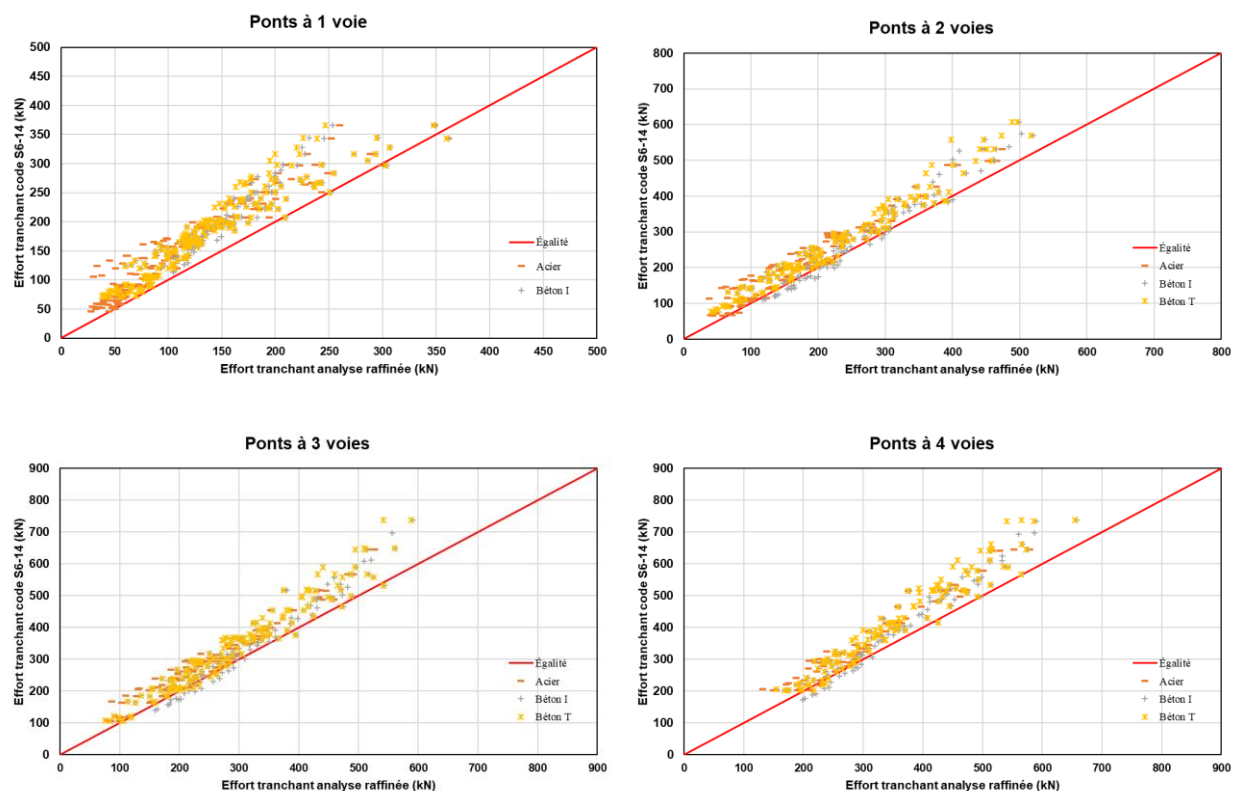 Ponts à 1 voie
Effort tranchant code S6-14 (kN)
500
450
400
350
300
250
200
150
100
50
0
Égalité
Acier
Béton I
0 50 100 150 200 250 300 350 400 450 500
Effort tranchant analyse raffinée (kN)
Ponts à 2 voies
Effort tranchant code S6-14 (kN)
800
700
600
500
400
300
200
100
0
Égalité
Acier
Béton I
Béton T
0 100 200 300 400 500 600 700 800
Effort tranchant analyse raffinée (kN)
Ponts à 3 voies
Effort tranchant code S6-14 (kN)
900
800
700
600
500
400
300
200
100
0
Égalité
Acier
Béton I
Béton T
0 100 200 300 400 500 600 700 800 900
Effort tranchant analyse raffinée (kN)
Ponts à 4 voies
Effort tranchant code S6-14 (kN)
900
800
700
600
500
400
300
200
100
0
Égalité
Acier
Béton I
Béton T
0 100 200 300 400 500 600 700 800 900
Effort tranchant analyse raffinée (kN)